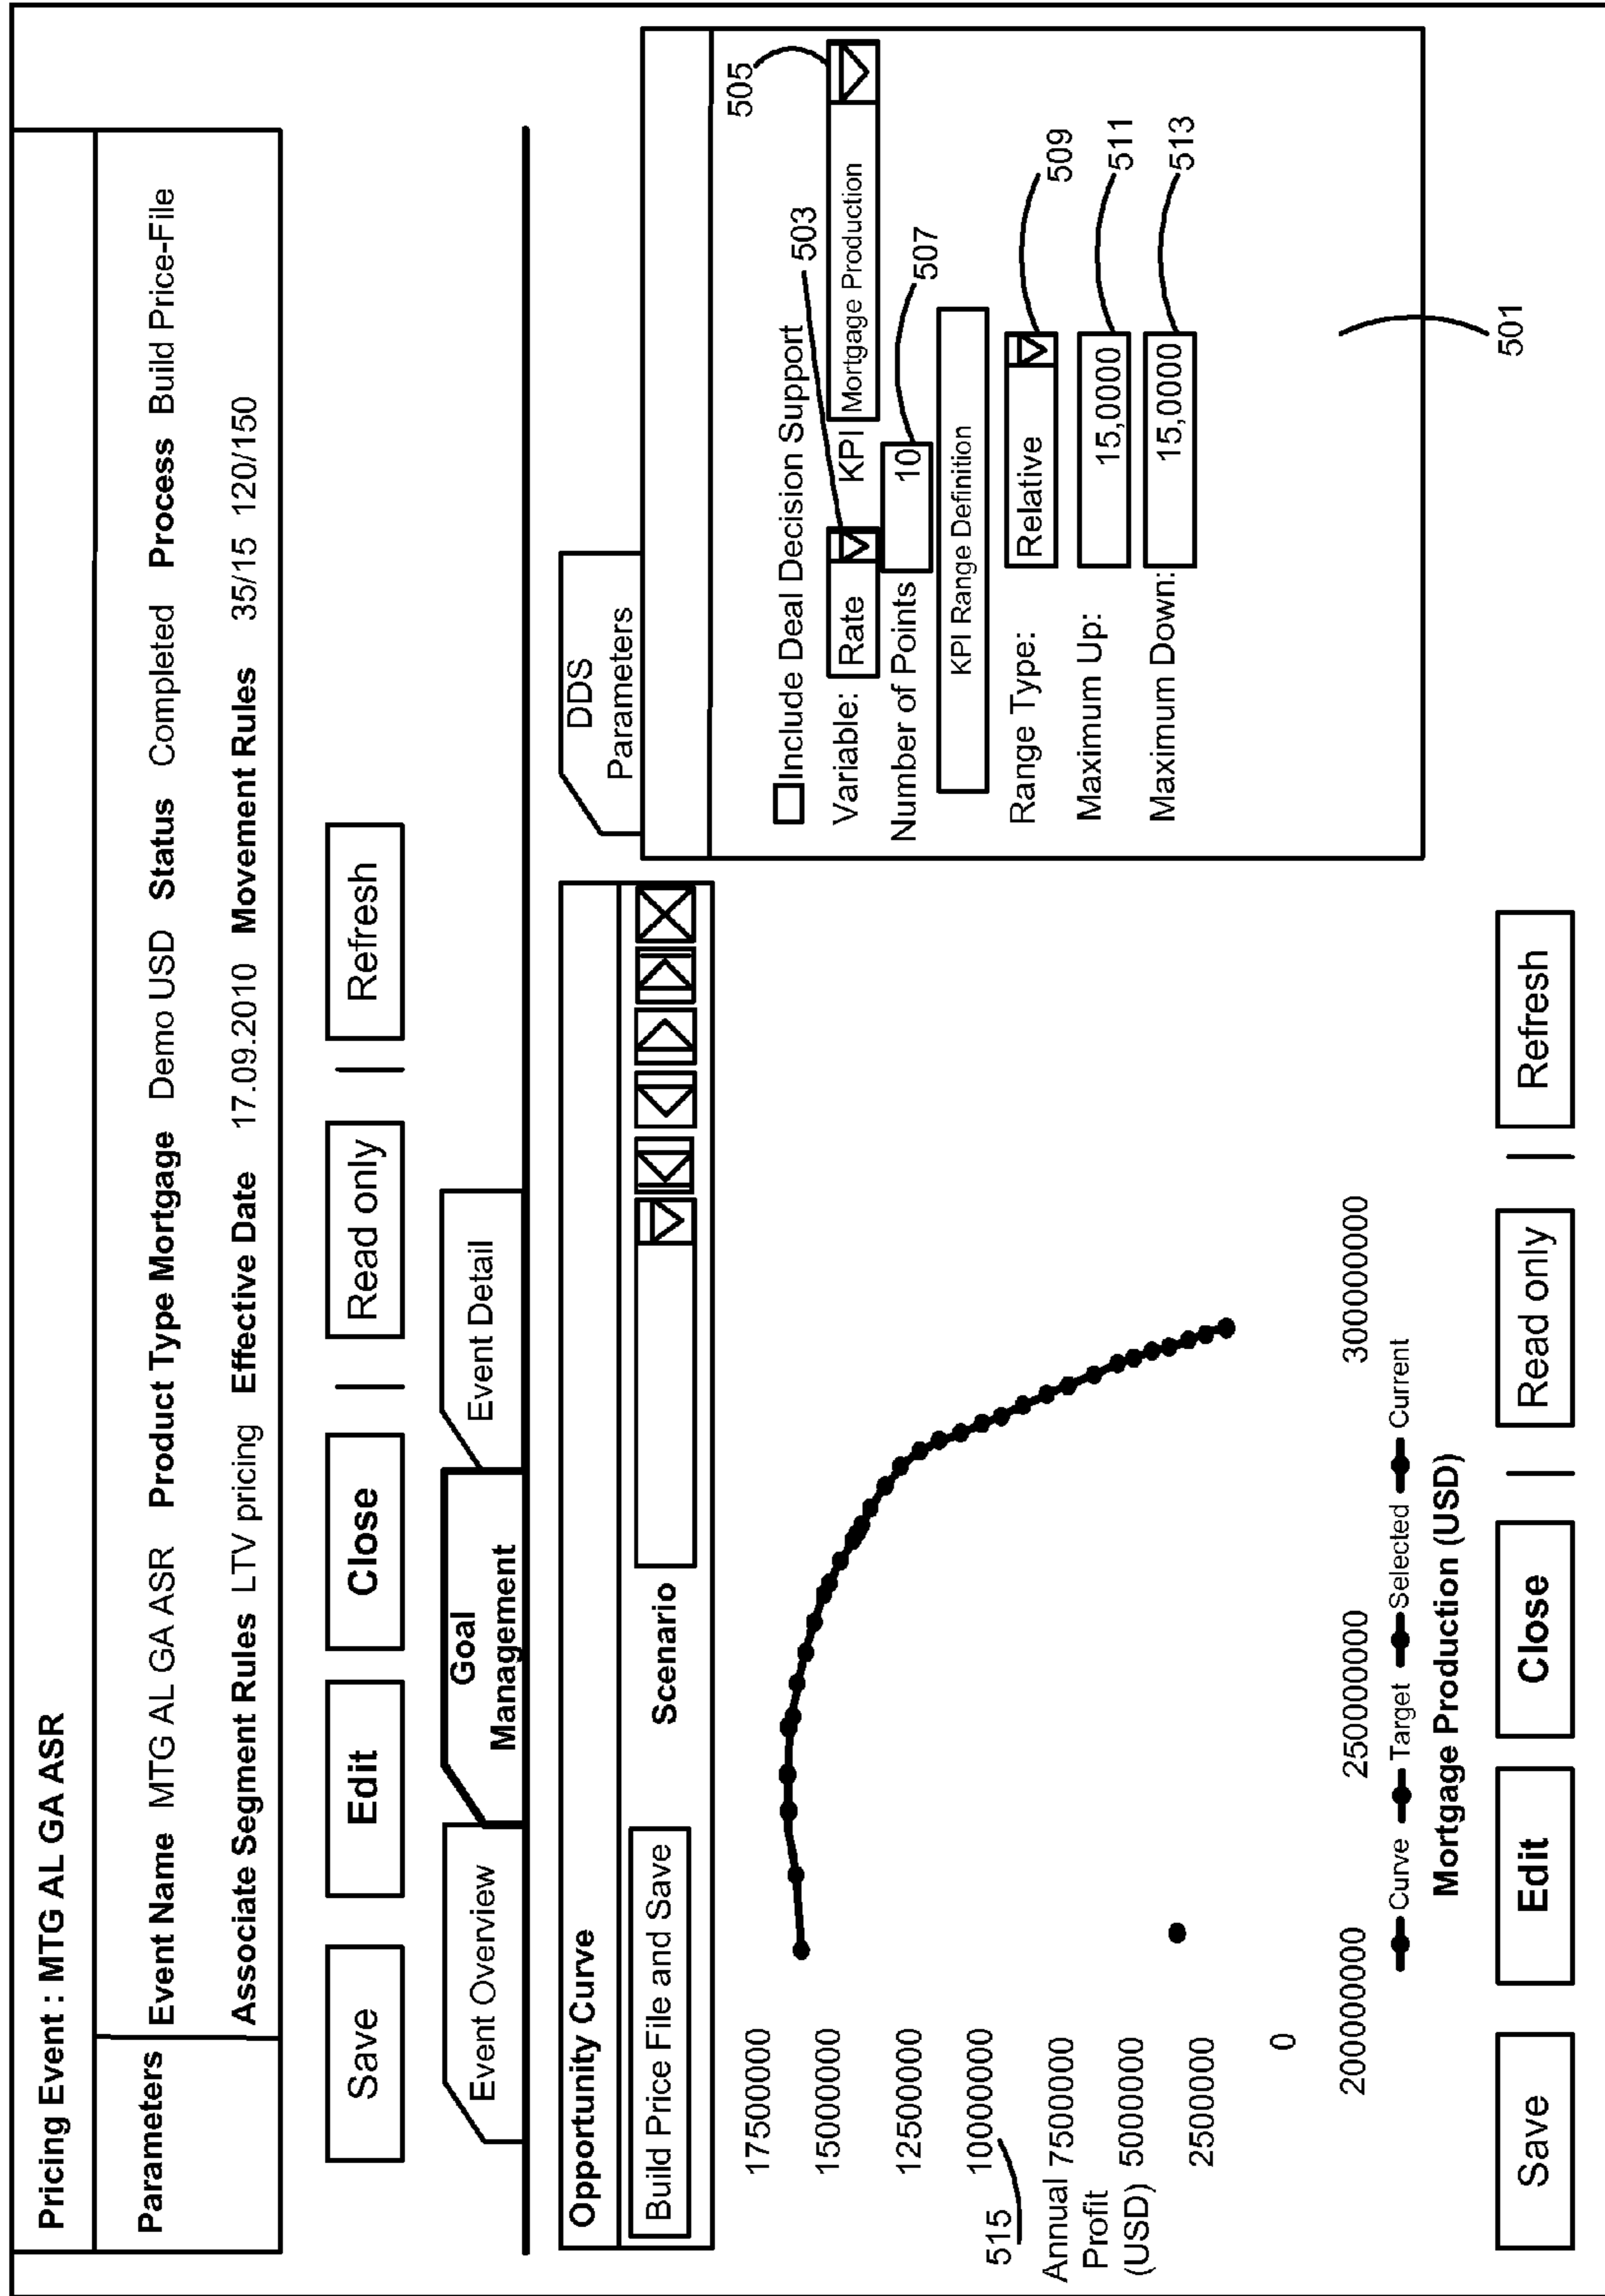 Pricing Event : MTG AL GA ASR
Parameters
Event Name MTG AL GA ASR Product Type Mortgage Demo USD Status Completed Process Build Price-File
Associate Segment Rules LTV pricing Effective Date 17.09.2010 Movement Rules 35/15 120/150
Save Edit Close | Read only | Refresh
Event Overview
Goal
Management
Event Detail
Opportunity Curve
Build Price File and Save Scenario
17500000
15000000
12500000
10000000
7500000
5000000
2500000
0
515
Annual
Profit
(USD)
200000000 250000000 300000000
Curve Target Selected Current
Mortgage Production (USD)
DDS
Parameters
505
Include Deal Decision Support 503
Variable: Rate KPI Mortgage Production
Number of Points 10 507
KPI Range Definition
Range Type: Relative 509
Maximum Up: 15,0000 511
Maximum Down: 15,0000 513
501
Save Edit Close | Read only | Refresh